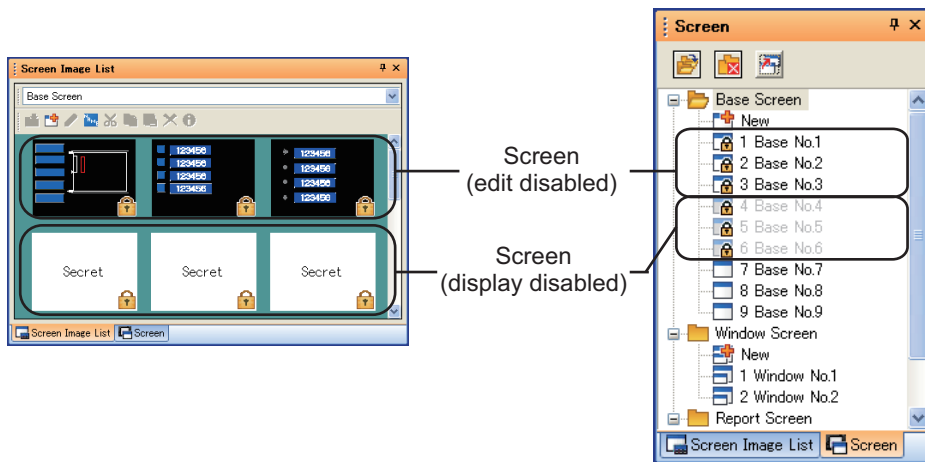 Screen Image List
Base Screen
123456 123456
123456 123456
123456 123456
123456 123456
Secret Secret Secret
Screen Image List Screen
Screen
(edit disabled)
Screen
(display disabled)
Screen
Base Screen
New
1 Base No.1
2 Base No.2
3 Base No.3
4 Base No.4
5 Base No.5
6 Base No.6
7 Base No.7
8 Base No.8
9 Base No.9
Window Screen
New
1 Window No.1
2 Window No.2
Report Screen
Screen Image List Screen